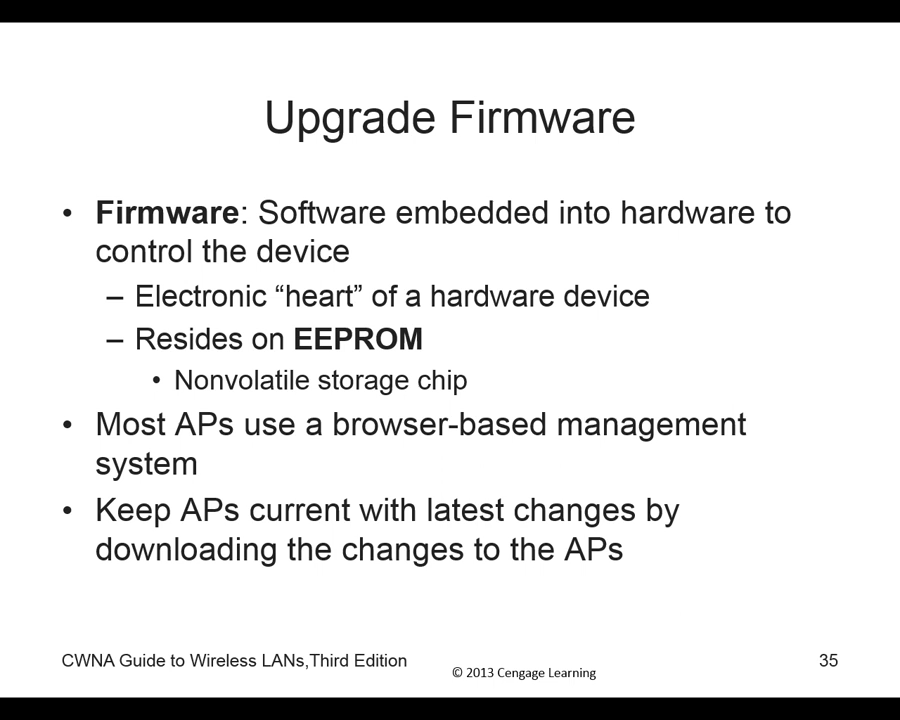 Upgrade Firmware
• Firmware: Software embedded into hardware to
control the device
– Electronic “heart” of a hardware device
– Resides on EEPROM
• Nonvolatile storage chip
• Most APs use a browser-based management
system
• Keep APs current with latest changes by
downloading the changes to the APs
CWNA Guide to Wireless LANs,Third Edition
© 2013 Cengage Learning
35